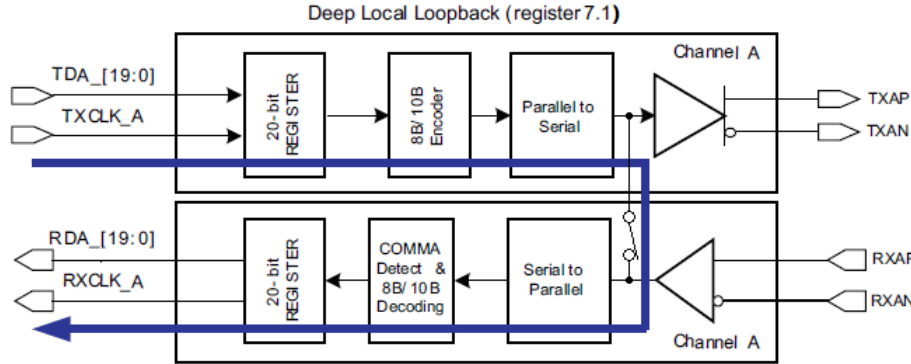 Deep Local Loopback (register 7.1)
Channel A
TDA_[19:0]
TXCLK_A
20-bit
REGISTER
8B/10B
Encoder
Parallel to
Serial
TXAP
TXAN
RDA_[19:0]
RXCLK_A
20-bit
REGISTER
COMMA
Detect &
8B/10B
Decoding
Serial to
Parallel
RXAP
RXAN
Channel A